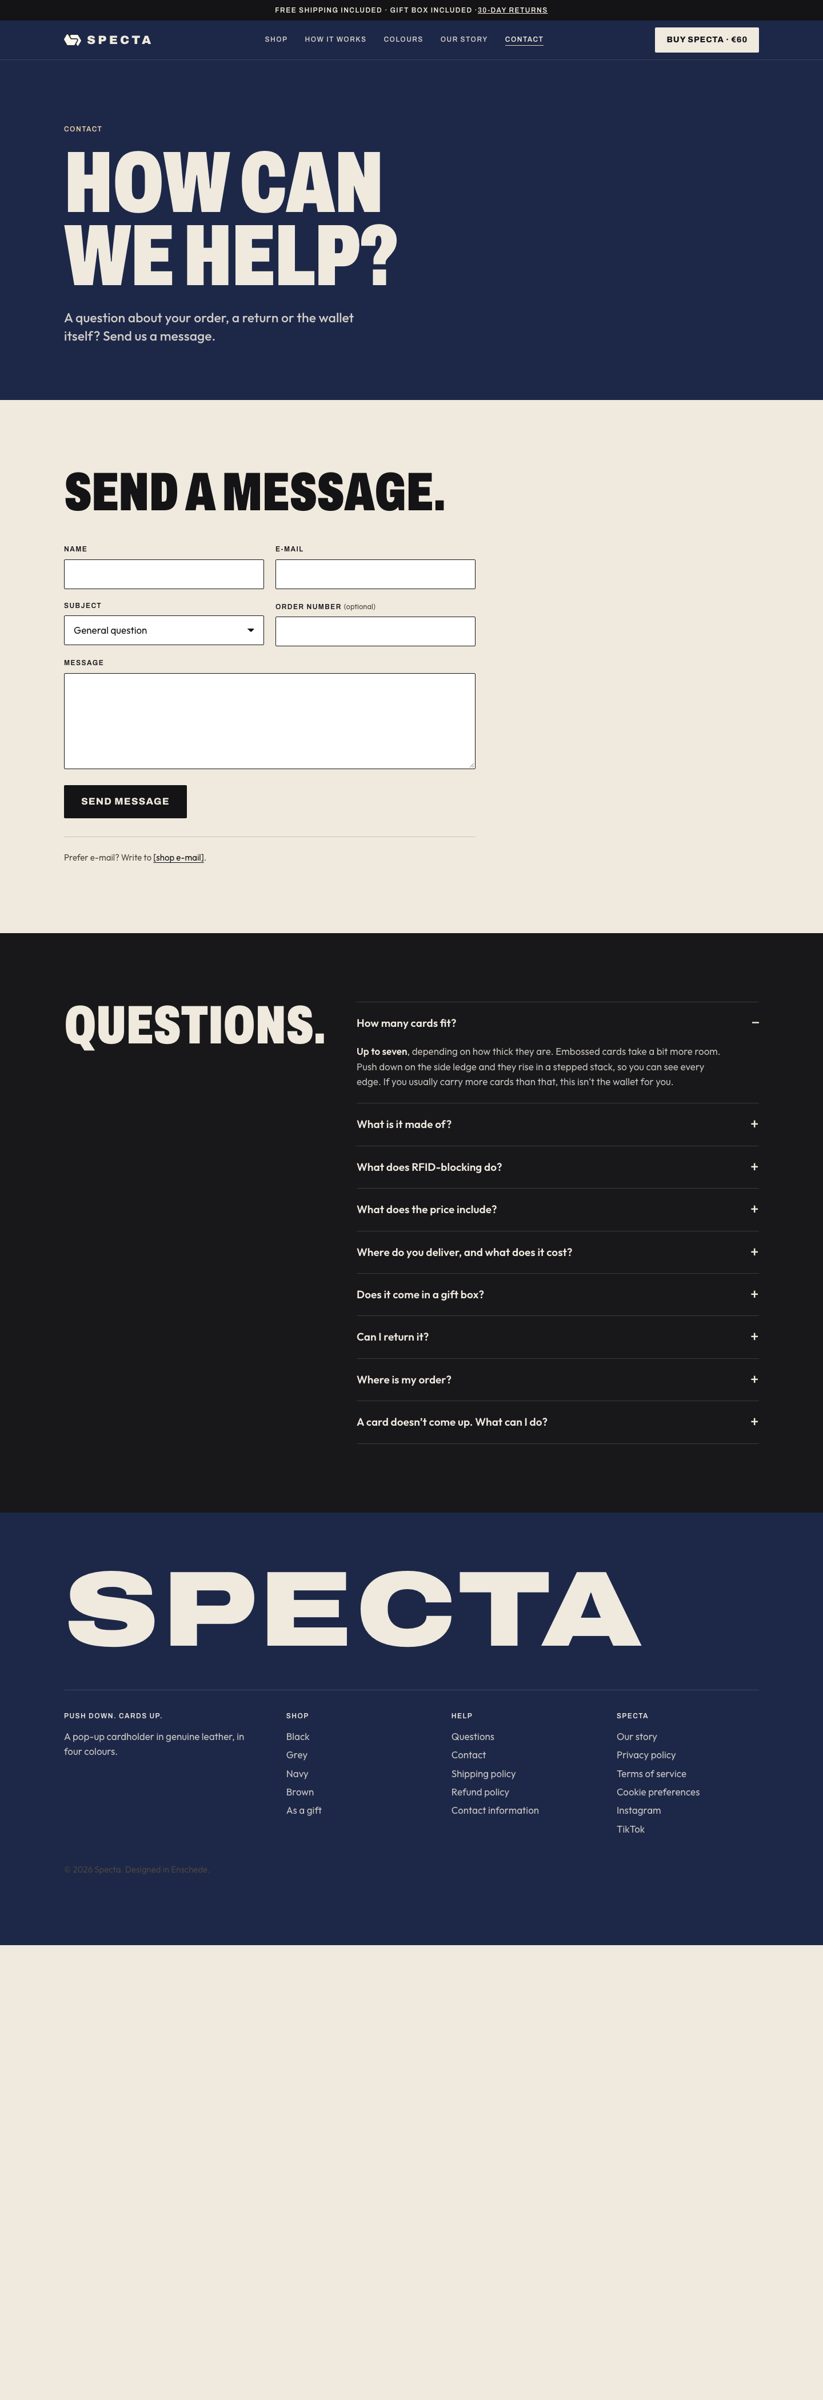 FREE SHIPPING INCLUDED · GIFT BOX INCLUDED · 30-DAY RETURNS
SPECTA
SHOP
HOW IT WORKS
COLOURS
OUR STORY
CONTACT
BUY SPECTA · €60
CONTACT
HOW CAN
WE HELP?
A question about your order, a return or the wallet
itself? Send us a message.
SEND A MESSAGE.
NAME
E-MAIL
SUBJECT
ORDER NUMBER (optional)
General question
MESSAGE
SEND MESSAGE
Prefer e-mail? Write to [shop e-mail].
QUESTIONS.
How many cards fit?
Up to seven, depending on how thick they are. Embossed cards take a bit more room.
Push down on the side ledge and they rise in a stepped stack, so you can see every
edge. If you usually carry more cards than that, this isn't the wallet for you.
What is it made of?
What does RFID-blocking do?
What does the price include?
Where do you deliver, and what does it cost?
Does it come in a gift box?
Can I return it?
Where is my order?
A card doesn't come up. What can I do?
SPECTA
PUSH DOWN. CARDS UP.
A pop-up cardholder in genuine leather, in
four colours.
SHOP
Black
Grey
Navy
Brown
As a gift
HELP
Questions
Contact
Shipping policy
Refund policy
Contact information
SPECTA
Our story
Privacy policy
Terms of service
Cookie preferences
Instagram
TikTok
© 2026 Specta. Designed in Enschede.